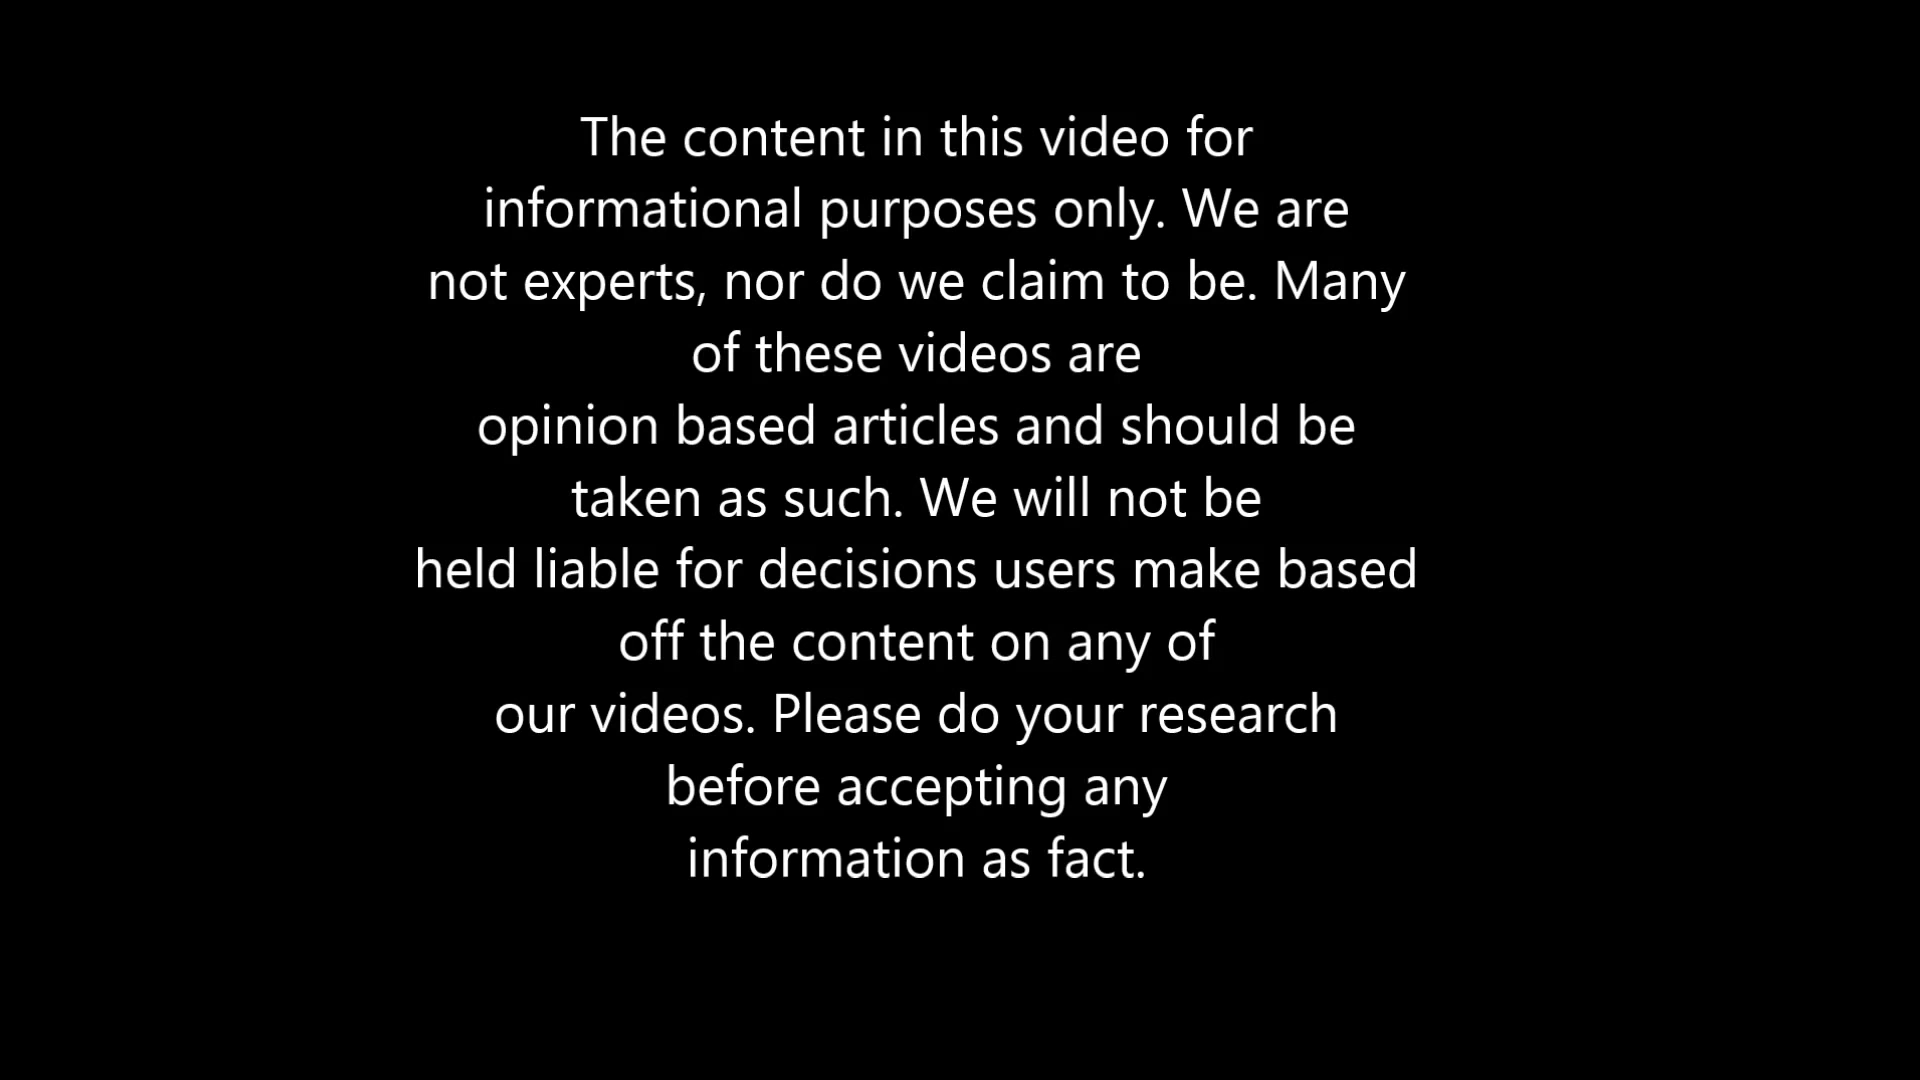 The content in this video for
informational purposes only. We are
not experts, nor do we claim to be. Many
of these videos are
opinion based articles and should be
taken as such. We will not be
held liable for decisions users make based
off the content on any of
our videos. Please do your research
before accepting any
information as fact.